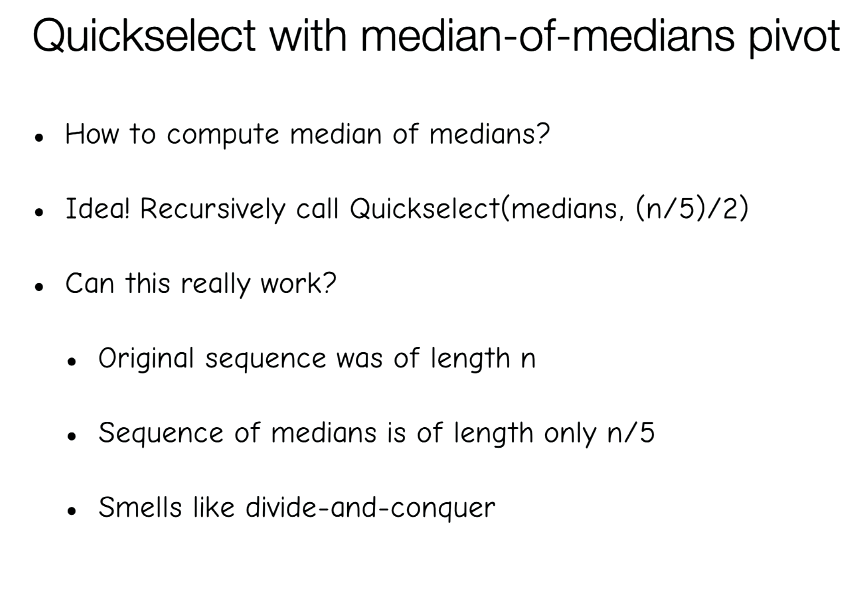 Quickselect with median-of-medians pivot
• How to compute median of medians?
• Idea! Recursively call Quickselect(medians, (n/5)/2)
• Can this really work?
• Original sequence was of length n
• Sequence of medians is of length only n/5
• Smells like divide-and-conquer